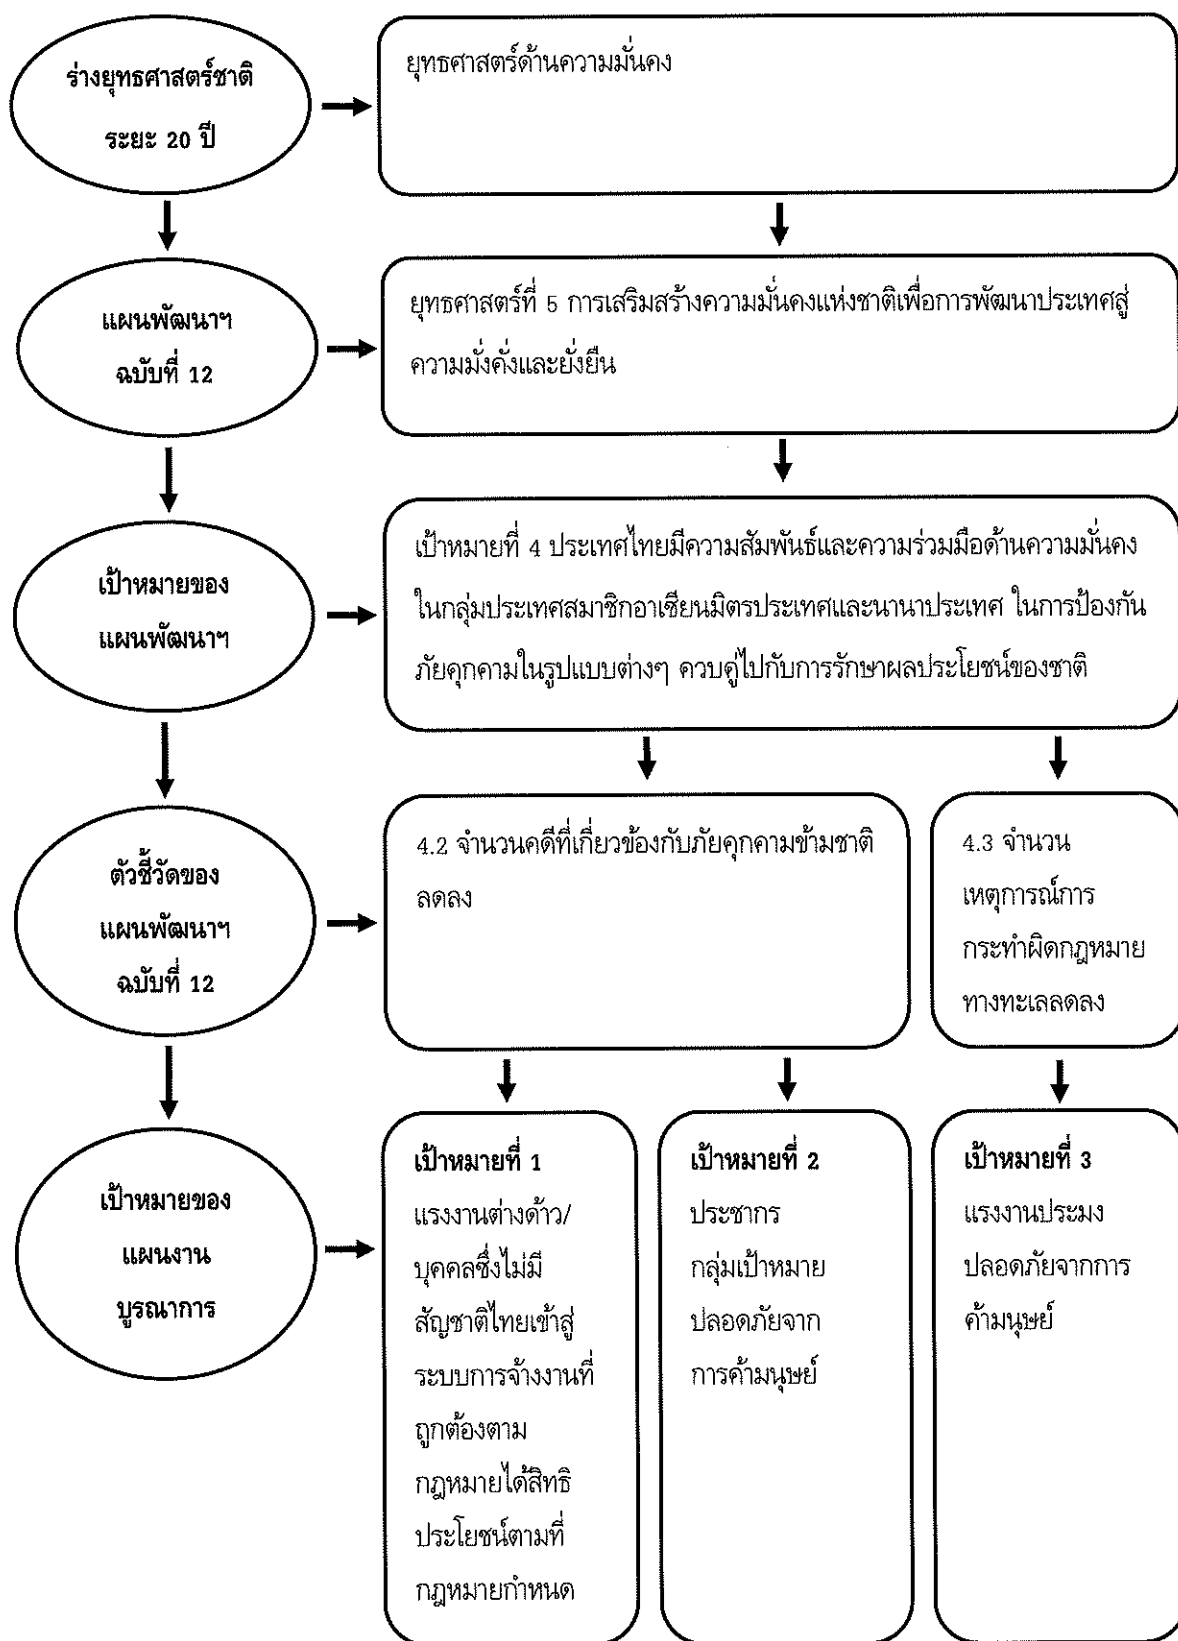 ร่างยุทธศาสตร์ชาติ
ระยะ 20 ปี
ยุทธศาสตร์ด้านความมั่นคง
แผนพัฒนาฯ
ฉบับที่ 12
ยุทธศาสตร์ที่ 5 การเสริมสร้างความมั่นคงแห่งชาติเพื่อการพัฒนาประเทศสู่
ความมั่งคั่งและยั่งยืน
เป้าหมายของ
แผนพัฒนาฯ
เป้าหมายที่ 4 ประเทศไทยมีความสัมพันธ์และความร่วมมือด้านความมั่นคง
ในกลุ่มประเทศสมาชิกอาเซียนมิตรประเทศและนานาประเทศ ในการป้องกัน
ภัยคุกคามในรูปแบบต่างๆ ควบคู่ไปกับการรักษาผลประโยชน์ของชาติ
ตัวชี้วัดของ
แผนพัฒนาฯ
ฉบับที่ 12
4.2 จำนวนคดีที่เกี่ยวข้องกับภัยคุกคามข้ามชาติ
ลดลง
4.3 จำนวน
เหตุการณ์การ
กระทำผิดกฎหมาย
ทางทะเลลดลง
เป้าหมายของ
แผนงาน
บูรณาการ
เป้าหมายที่ 1
แรงงานต่างด้าว/
บุคคลซึ่งไม่มี
สัญชาติไทยเข้าสู่
ระบบการจ้างงานที่
ถูกต้องตาม
กฎหมายได้สิทธิ
ประโยชน์ตามที่
กฎหมายกำหนด
เป้าหมายที่ 2
ประชากร
กลุ่มเป้าหมาย
ปลอดภัยจาก
การค้ามนุษย์
เป้าหมายที่ 3
แรงงานประมง
ปลอดภัยจากการ
ค้ามนุษย์